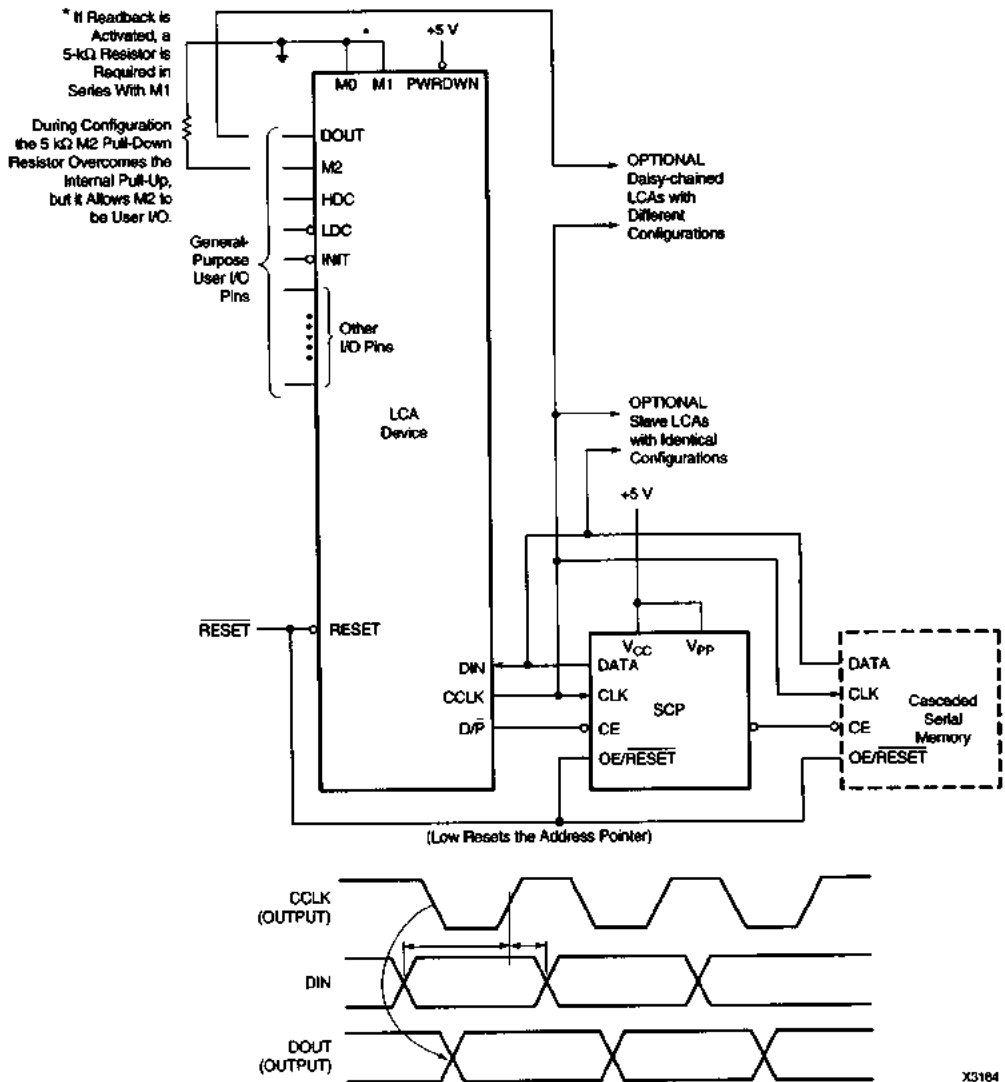 * If Readback is
Activated, a
5-kΩ Resistor is
Required in
Series With M1
+5 V
*
M0 M1 PWRDWN
During Configuration
the 5 kΩ M2 Pull-Down
Resistor Overcomes the
Internal Pull-Up,
but it Allows M2 to
be User I/O.
General-
Purpose
User I/O
Pins
DOUT
M2
HDC
LDC
INIT
Other
I/O Pins
LCA
Device
OPTIONAL
Daisy-chained
LCAs with
Different
Configurations
OPTIONAL
Slave LCAs
with Identical
Configurations
+5 V
RESET
RESET
DIN
CCLK
D/P
VCC VPP
DATA
CLK
SCP
CE
OE/RESET
DATA
CLK
Cascaded
Serial
Memory
CE
OE/RESET
(Low Resets the Address Pointer)
CCLK
(OUTPUT)
DIN
DOUT
(OUTPUT)
X3164